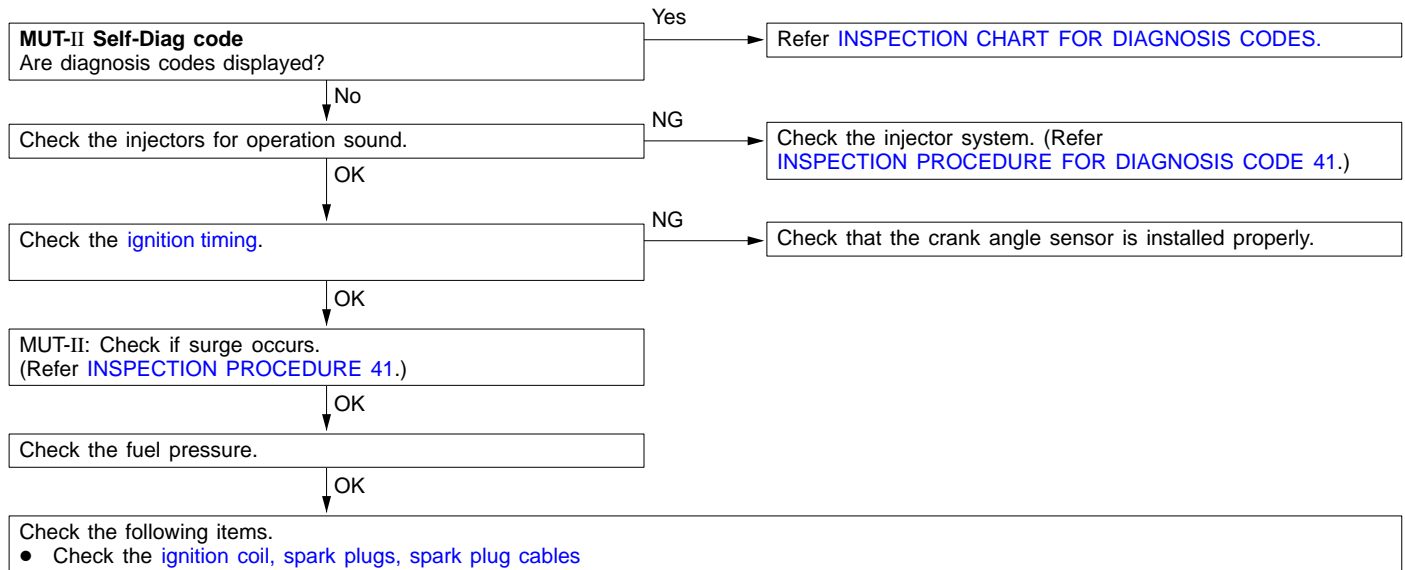 MUT-II Self-Diag code
Are diagnosis codes displayed?
Yes
Refer INSPECTION CHART FOR DIAGNOSIS CODES.
No
Check the injectors for operation sound.
NG
Check the injector system. (Refer
INSPECTION PROCEDURE FOR DIAGNOSIS CODE 41.)
OK
Check the ignition timing.
NG
Check that the crank angle sensor is installed properly.
OK
MUT-II: Check if surge occurs.
(Refer INSPECTION PROCEDURE 41.)
OK
Check the fuel pressure.
OK
Check the following items.
● Check the ignition coil, spark plugs, spark plug cables